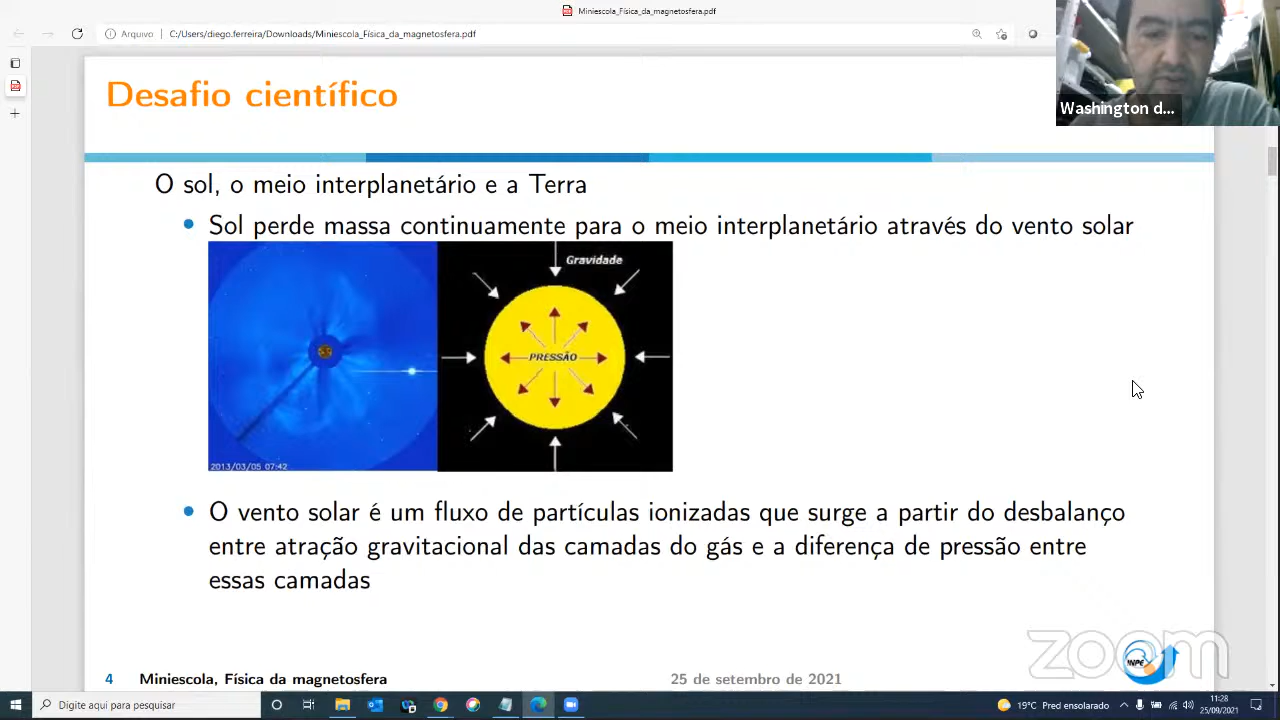 Miniescola_Física_da_magnetosfera.pdf
Arquivo
C:/Users/diego.ferreira/Downloads/Miniescola_Física_da_magnetosfera.pdf
Washington d...
Desafio científico
O sol, o meio interplanetário e a Terra
Sol perde massa continuamente para o meio interplanetário através do vento solar
Gravidade
PRESSÃO
2013/03/05 07:42
O vento solar é um fluxo de partículas ionizadas que surge a partir do desbalanço
entre atração gravitacional das camadas do gás e a diferença de pressão entre
essas camadas
zoom
INPE
4 Miniescola, Física da magnetosfera 25 de setembro de 2021
Digite aqui para pesquisar
19°C Pred ensolarado
11:28
25/09/2021